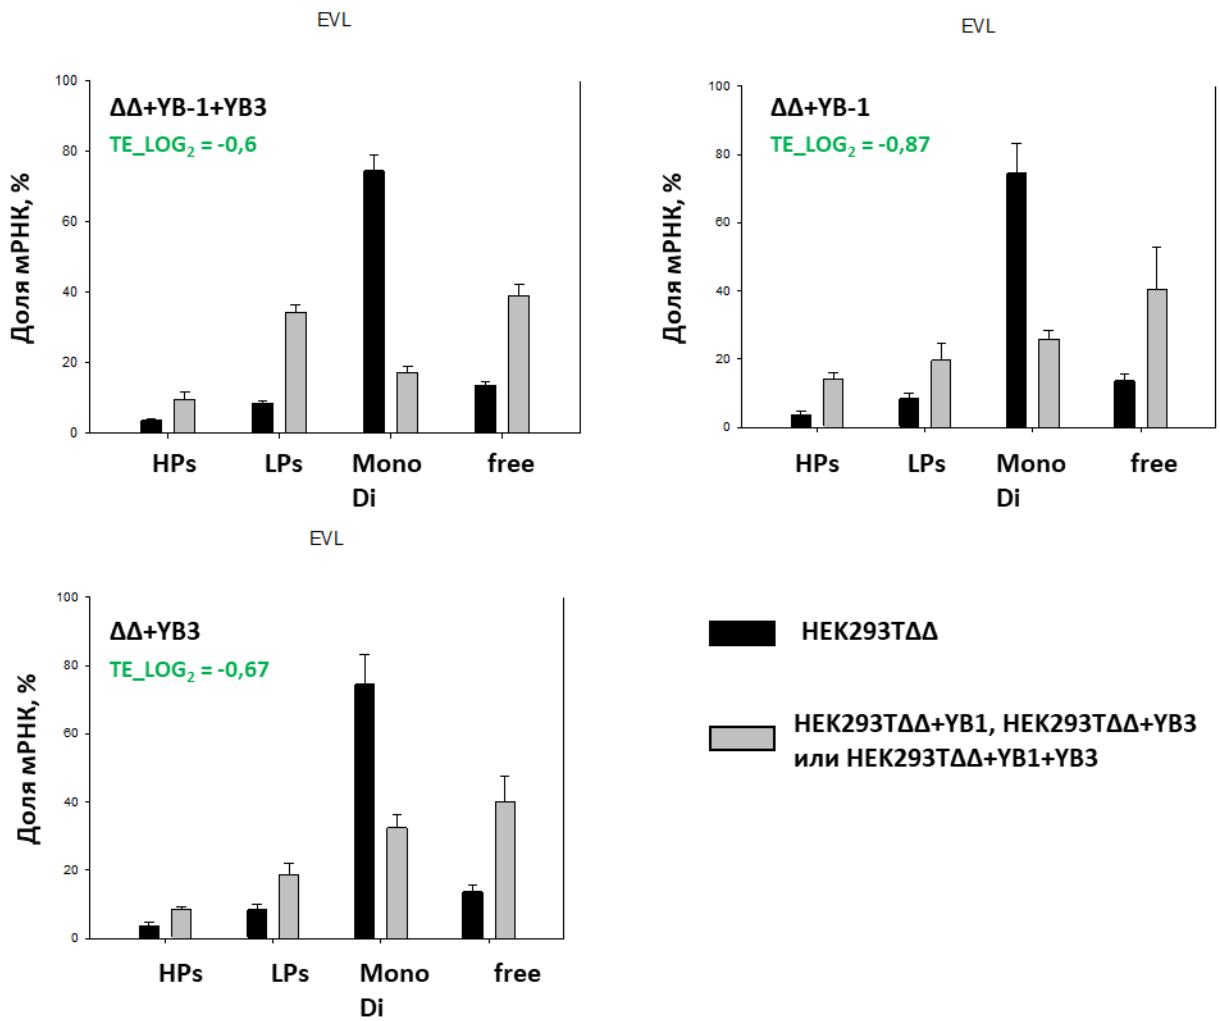 EVL
ΔΔ+YB-1+YB3
TE_LOG₂ = -0,6
Доля мРНК, %
100
80
60
40
20
0
HPs LPs Mono free
Di
EVL
ΔΔ+YB-1
TE_LOG₂ = -0,87
Доля мРНК, %
100
80
60
40
20
0
HPs LPs Mono free
Di
EVL
ΔΔ+YB3
TE_LOG₂ = -0,67
Доля мРНК, %
100
80
60
40
20
0
HPs LPs Mono free
Di
HEK293TΔΔ
HEK293TΔΔ+YB1, HEK293TΔΔ+YB3
или HEK293TΔΔ+YB1+YB3